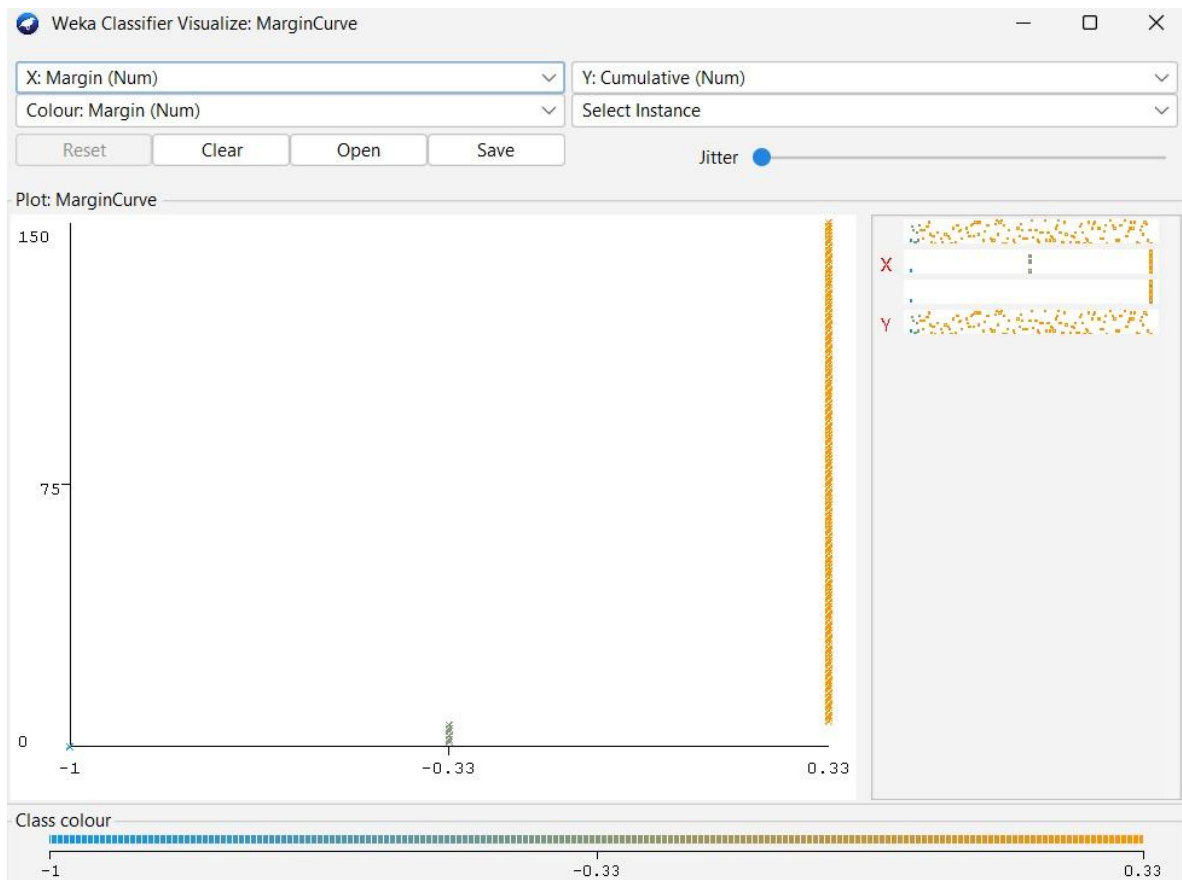 Weka Classifier Visualize: MarginCurve
X: Margin (Num)
Y: Cumulative (Num)
Colour: Margin (Num)
Select Instance
Reset
Clear
Open
Save
Jitter
Plot: MarginCurve
150
75
0
-1
-0.33
0.33
X
Y
Class colour
-1
-0.33
0.33